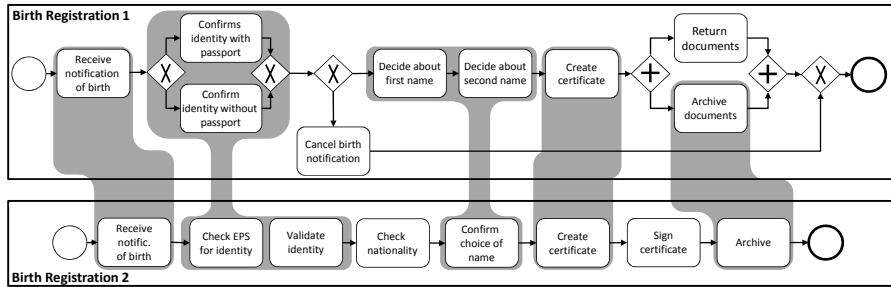 Birth Registration 1
Receive
notification
of birth
Confirms
identity with
passport
Confirm
identity without
passport
Cancel birth
notification
Decide about
first name
Decide about
second name
Create
certificate
Return
documents
Archive
documents
Receive
notific.
of birth
Check EPS
for identity
Validate
identity
Check
nationality
Confirm
choice of
name
Create
certificate
Sign
certificate
Archive
Birth Registration 2